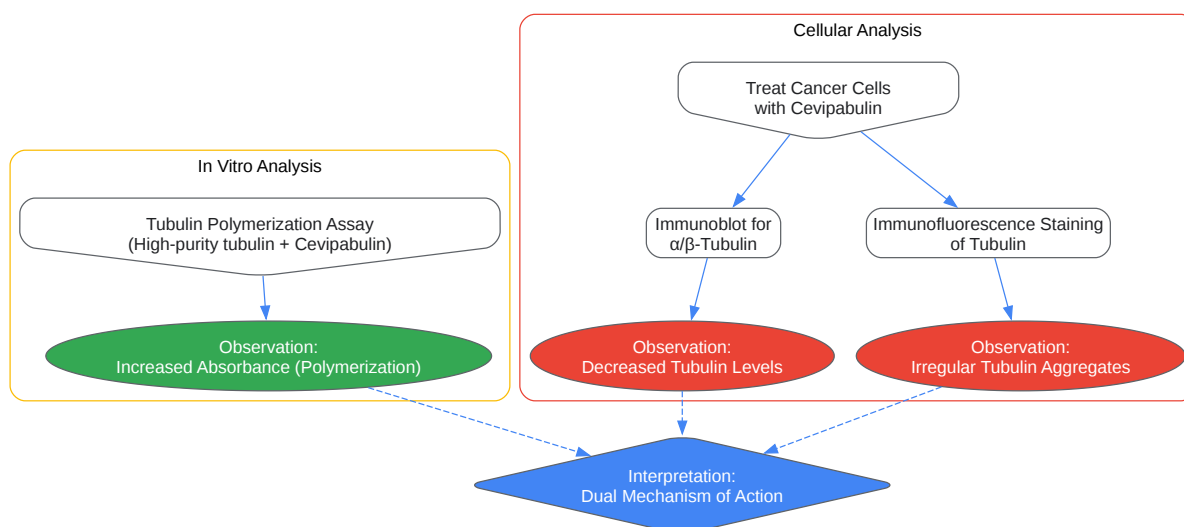 Cellular Analysis
Treat Cancer Cells
with Cevipabulin
In Vitro Analysis
Tubulin Polymerization Assay
(High-purity tubulin + Cevipabulin)
Immunoblot for
α/β-Tubulin
Immunofluorescence Staining
of Tubulin
Observation:
Increased Absorbance (Polymerization)
Observation:
Decreased Tubulin Levels
Observation:
Irregular Tubulin Aggregates
Interpretation:
Dual Mechanism of Action